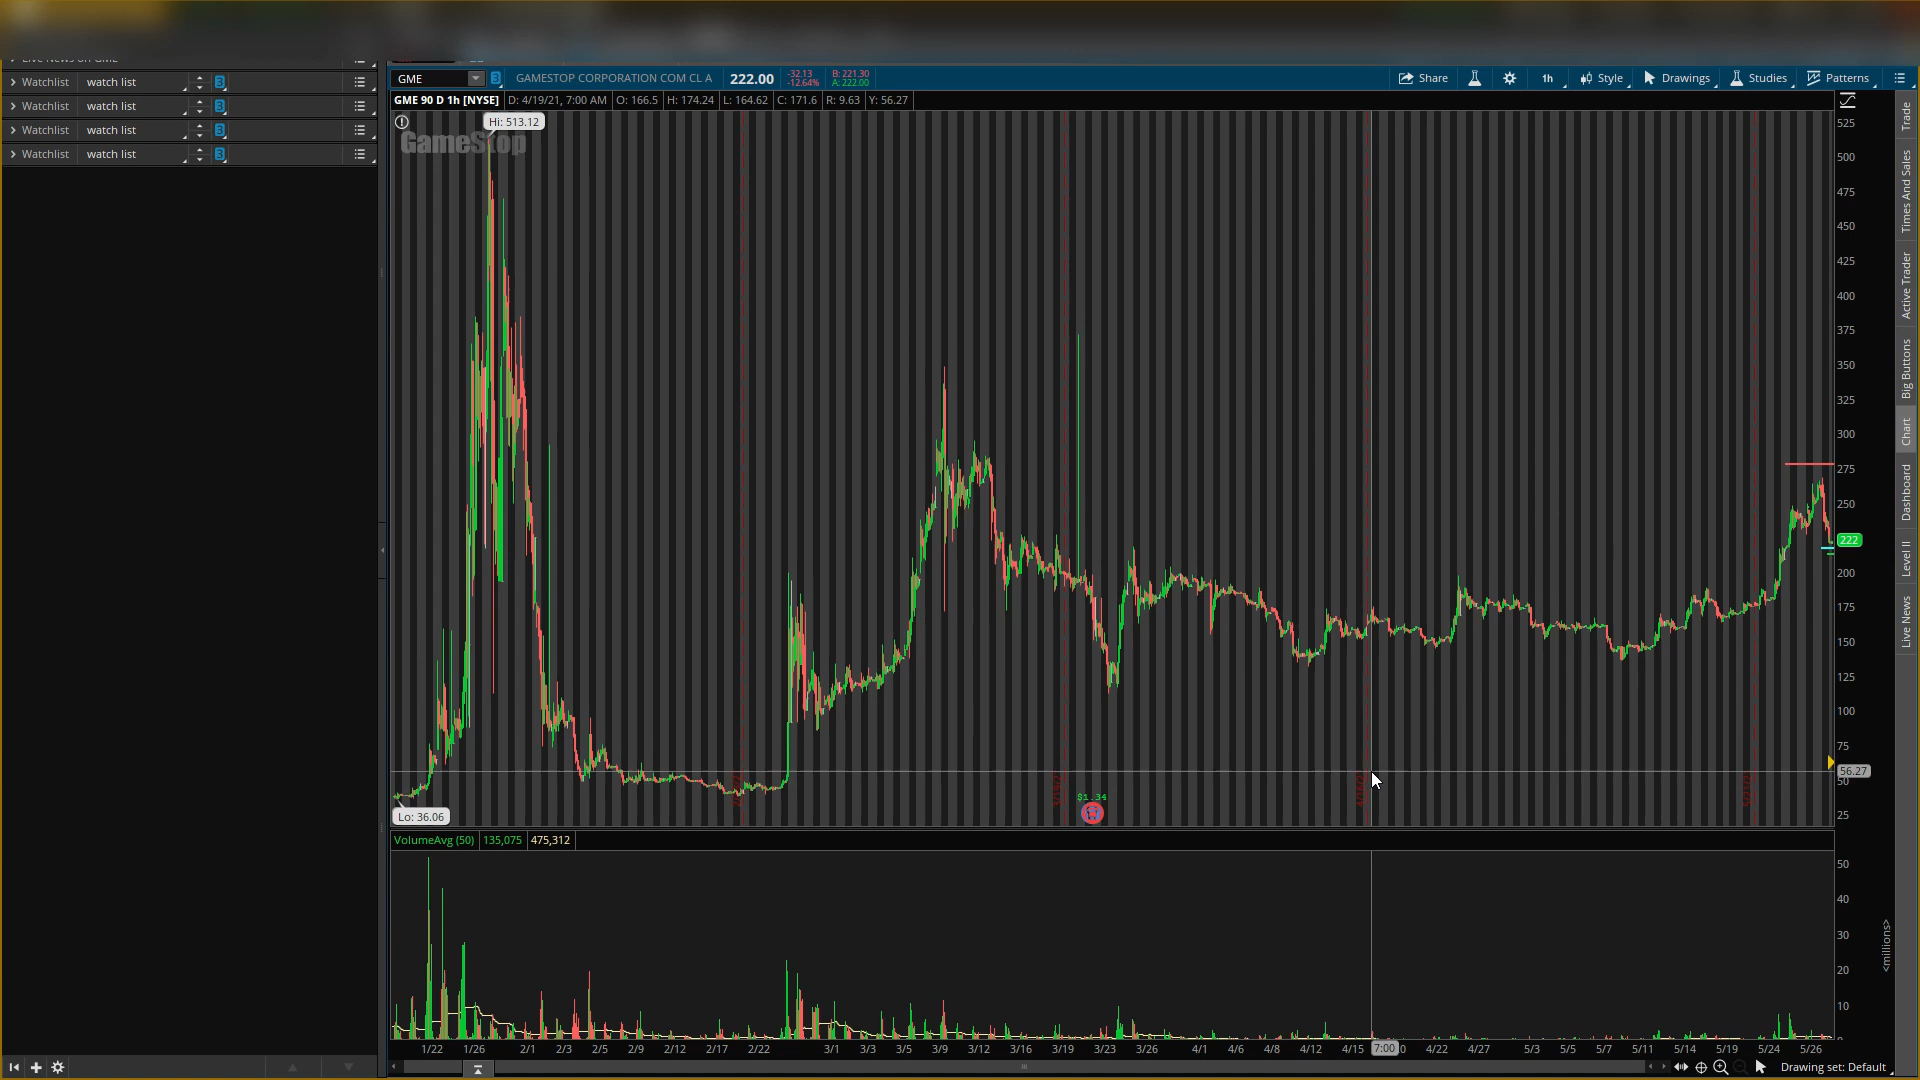 Watchlist watch list 3
Watchlist watch list 3
Watchlist watch list 3
Watchlist watch list 3
GME 3 GAMESTOP CORPORATION COM CL A 222.00 -32.13 -12.64% B: 221.30 A: 222.00 Share 1h Style Drawings Studies Patterns
GME 90 D 1h [NYSE] D: 4/19/21, 7:00 AM O: 166.5 H: 174.24 L: 164.62 C: 171.6 R: 9.63 Y: 56.27
Hi: 513.12
GameStop
525
500
475
450
425
400
375
350
325
300
275
250
222
200
175
150
125
100
75
56.27
50
25
$1.34
Lo: 36.06
VolumeAvg (50) 135,075 475,312
50
40
30
20
10
<millions>
1/22 1/26 2/1 2/3 2/5 2/9 2/12 2/17 2/22 3/1 3/3 3/5 3/9 3/12 3/16 3/19 3/23 3/26 4/1 4/6 4/8 4/12 4/15 7:00 0 4/22 4/27 5/3 5/5 5/7 5/11 5/14 5/19 5/24 5/26
Drawing set: Default
Trade
Times And Sales
Active Trader
Big Buttons
Chart
Dashboard
Level II
Live News